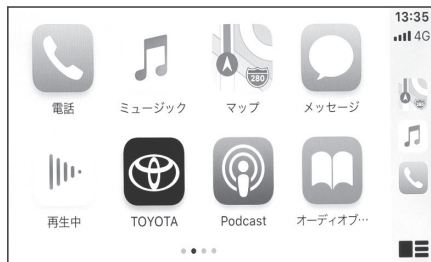 13:35
4G
電話
ミュージック
マップ
280
メッセージ
再生中
TOYOTA
Podcast
オーディオブ…